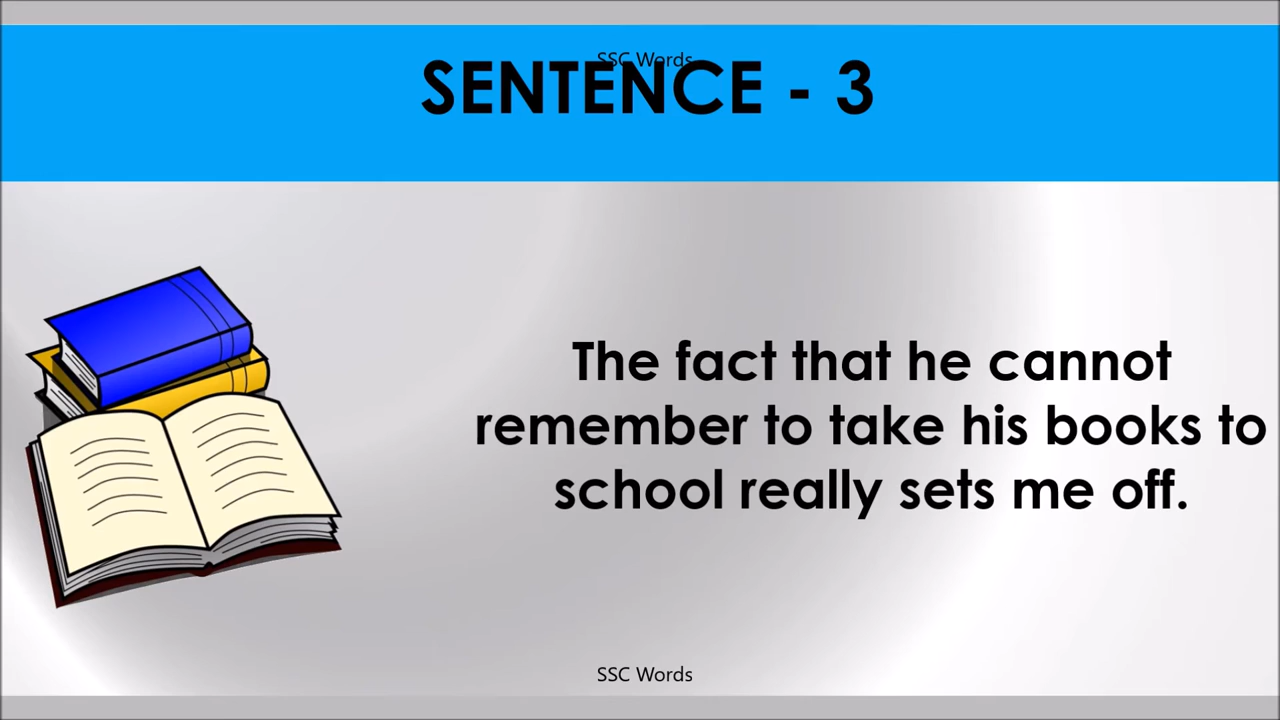 SSC Words
SENTENCE - 3
The fact that he cannot
remember to take his books to
school really sets me off.
SSC Words